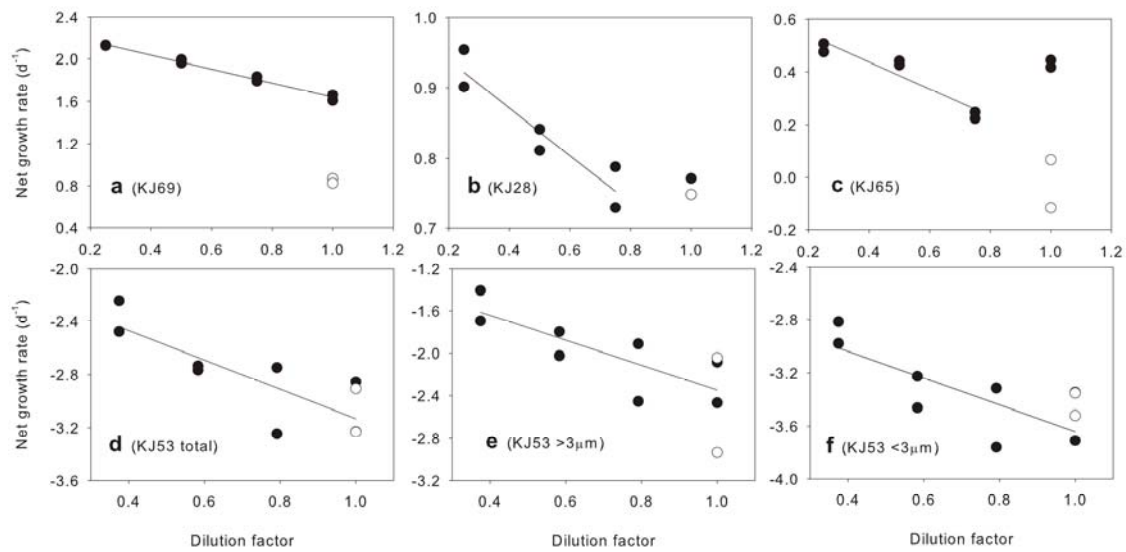 2.4
2.0
1.6
1.2
0.8
0.4
Net growth rate (d⁻¹)
a (KJ69)
0.2 0.4 0.6 0.8 1.0 1.2
1.0
0.9
0.8
0.7
b (KJ28)
0.2 0.4 0.6 0.8 1.0 1.2
0.6
0.4
0.2
0.0
-0.2
c (KJ65)
0.2 0.4 0.6 0.8 1.0 1.2
-2.0
-2.4
-2.8
-3.2
-3.6
Net growth rate (d⁻¹)
d (KJ53 total)
0.4 0.6 0.8 1.0
Dilution factor
-1.2
-1.6
-2.0
-2.4
-2.8
-3.2
e (KJ53 >3μm)
0.4 0.6 0.8 1.0
Dilution factor
-2.4
-2.8
-3.2
-3.6
-4.0
f (KJ53 <3μm)
0.4 0.6 0.8 1.0
Dilution factor